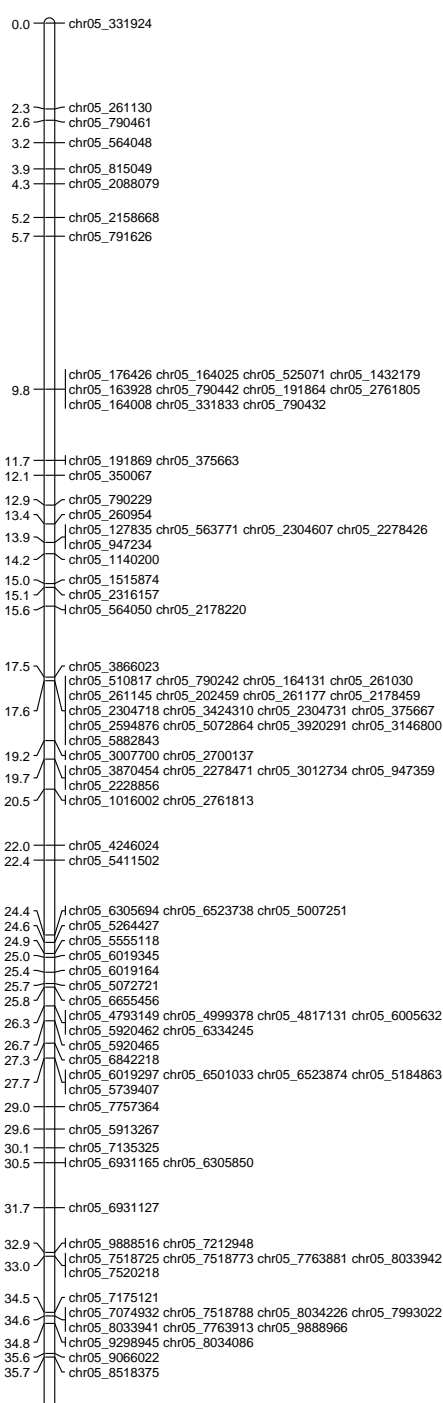 0.0 chr05_331924
2.3 chr05_261130
2.6 chr05_790461
3.2 chr05_564048
3.9 chr05_815049
4.3 chr05_2088079
5.2 chr05_2158668
5.7 chr05_791626
chr05_176426 chr05_164025 chr05_525071 chr05_1432179
9.8 chr05_163928 chr05_790442 chr05_191864 chr05_2761805
chr05_164008 chr05_331833 chr05_790432
11.7 chr05_191869 chr05_375663
12.1 chr05_350067
12.9 chr05_790229
13.4 chr05_260954
chr05_127835 chr05_563771 chr05_2304607 chr05_2278426
13.9 chr05_947234
14.2 chr05_1140200
15.0 chr05_1515874
15.1 chr05_2316157
15.6 chr05_564050 chr05_2178220
17.5 chr05_3866023
chr05_510817 chr05_790242 chr05_164131 chr05_261030
chr05_261145 chr05_202459 chr05_261177 chr05_2178459
17.6 chr05_2304718 chr05_3424310 chr05_2304731 chr05_375667
chr05_2594876 chr05_5072864 chr05_3920291 chr05_3146800
chr05_5882843
19.2 chr05_3007700 chr05_2700137
19.7 chr05_3870454 chr05_2278471 chr05_3012734 chr05_947359
chr05_2228856
20.5 chr05_1016002 chr05_2761813
22.0 chr05_4246024
22.4 chr05_5411502
24.4 chr05_6305694 chr05_6523738 chr05_5007251
24.6 chr05_5264427
24.9 chr05_5555118
25.0 chr05_6019345
25.4 chr05_6019164
25.7 chr05_5072721
25.8 chr05_6655456
26.3 chr05_4793149 chr05_4999378 chr05_4817131 chr05_6005632
chr05_5920462 chr05_6334245
26.7 chr05_5920465
27.3 chr05_6842218
27.7 chr05_6019297 chr05_6501033 chr05_6523874 chr05_5184863
chr05_5739407
29.0 chr05_7757364
29.6 chr05_5913267
30.1 chr05_7135325
30.5 chr05_6931165 chr05_6305850
31.7 chr05_6931127
32.9 chr05_9888516 chr05_7212948
33.0 chr05_7518725 chr05_7518773 chr05_7763881 chr05_8033942
chr05_7520218
34.5 chr05_7175121
34.6 chr05_7074932 chr05_7518788 chr05_8034226 chr05_7993022
chr05_8033941 chr05_7763913 chr05_9888966
34.8 chr05_9298945 chr05_8034086
35.6 chr05_9066022
35.7 chr05_8518375